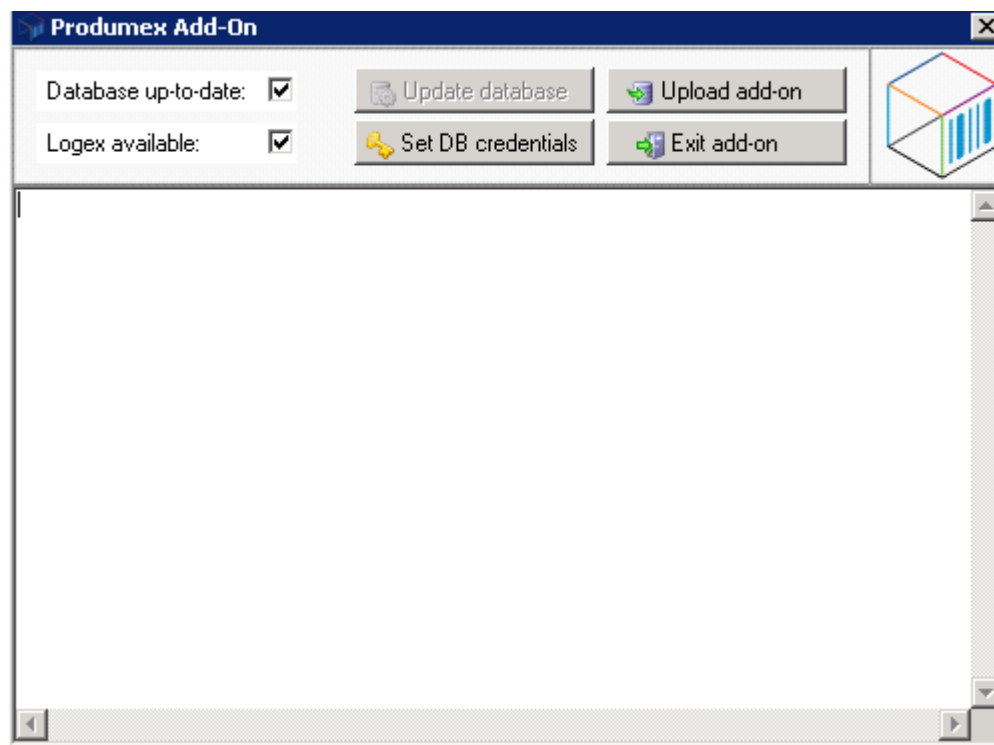 Produmex Add-On
Database up-to-date: Update database Upload add-on
Logex available: Set DB credentials Exit add-on